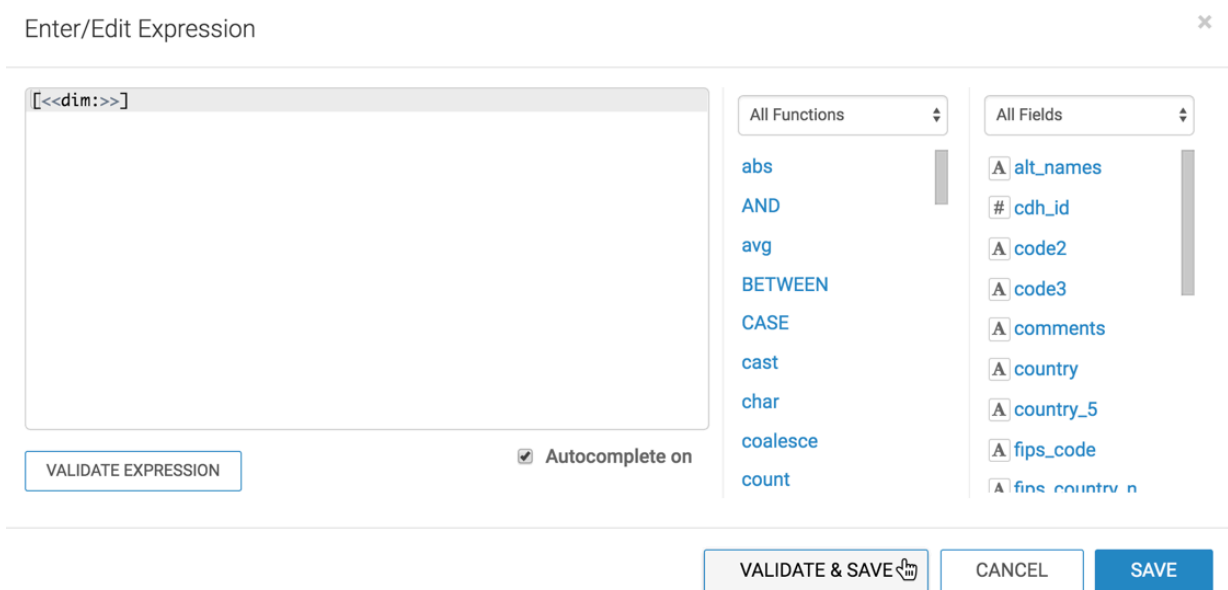 Enter/Edit Expression
×
[<<dim:>>]
VALIDATE EXPRESSION
Autocomplete on
All Functions
abs
AND
avg
BETWEEN
CASE
cast
char
coalesce
count
All Fields
A alt_names
# cdh_id
A code2
A code3
A comments
A country
A country_5
A fips_code
A fips_country_n
VALIDATE & SAVE
CANCEL
SAVE